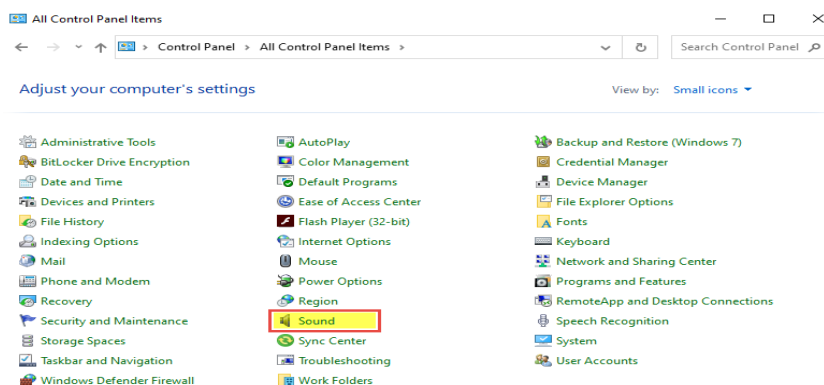 All Control Panel Items
Control Panel > All Control Panel Items >
Search Control Panel
Adjust your computer's settings
View by: Small icons
Administrative Tools
AutoPlay
Backup and Restore (Windows 7)
BitLocker Drive Encryption
Color Management
Credential Manager
Date and Time
Default Programs
Device Manager
Devices and Printers
Ease of Access Center
File Explorer Options
File History
Flash Player (32-bit)
Fonts
Indexing Options
Internet Options
Keyboard
Mail
Mouse
Network and Sharing Center
Phone and Modem
Power Options
Programs and Features
Recovery
Region
RemoteApp and Desktop Connections
Security and Maintenance
Sound
Speech Recognition
Storage Spaces
Sync Center
System
Taskbar and Navigation
Troubleshooting
User Accounts
Windows Defender Firewall
Work Folders